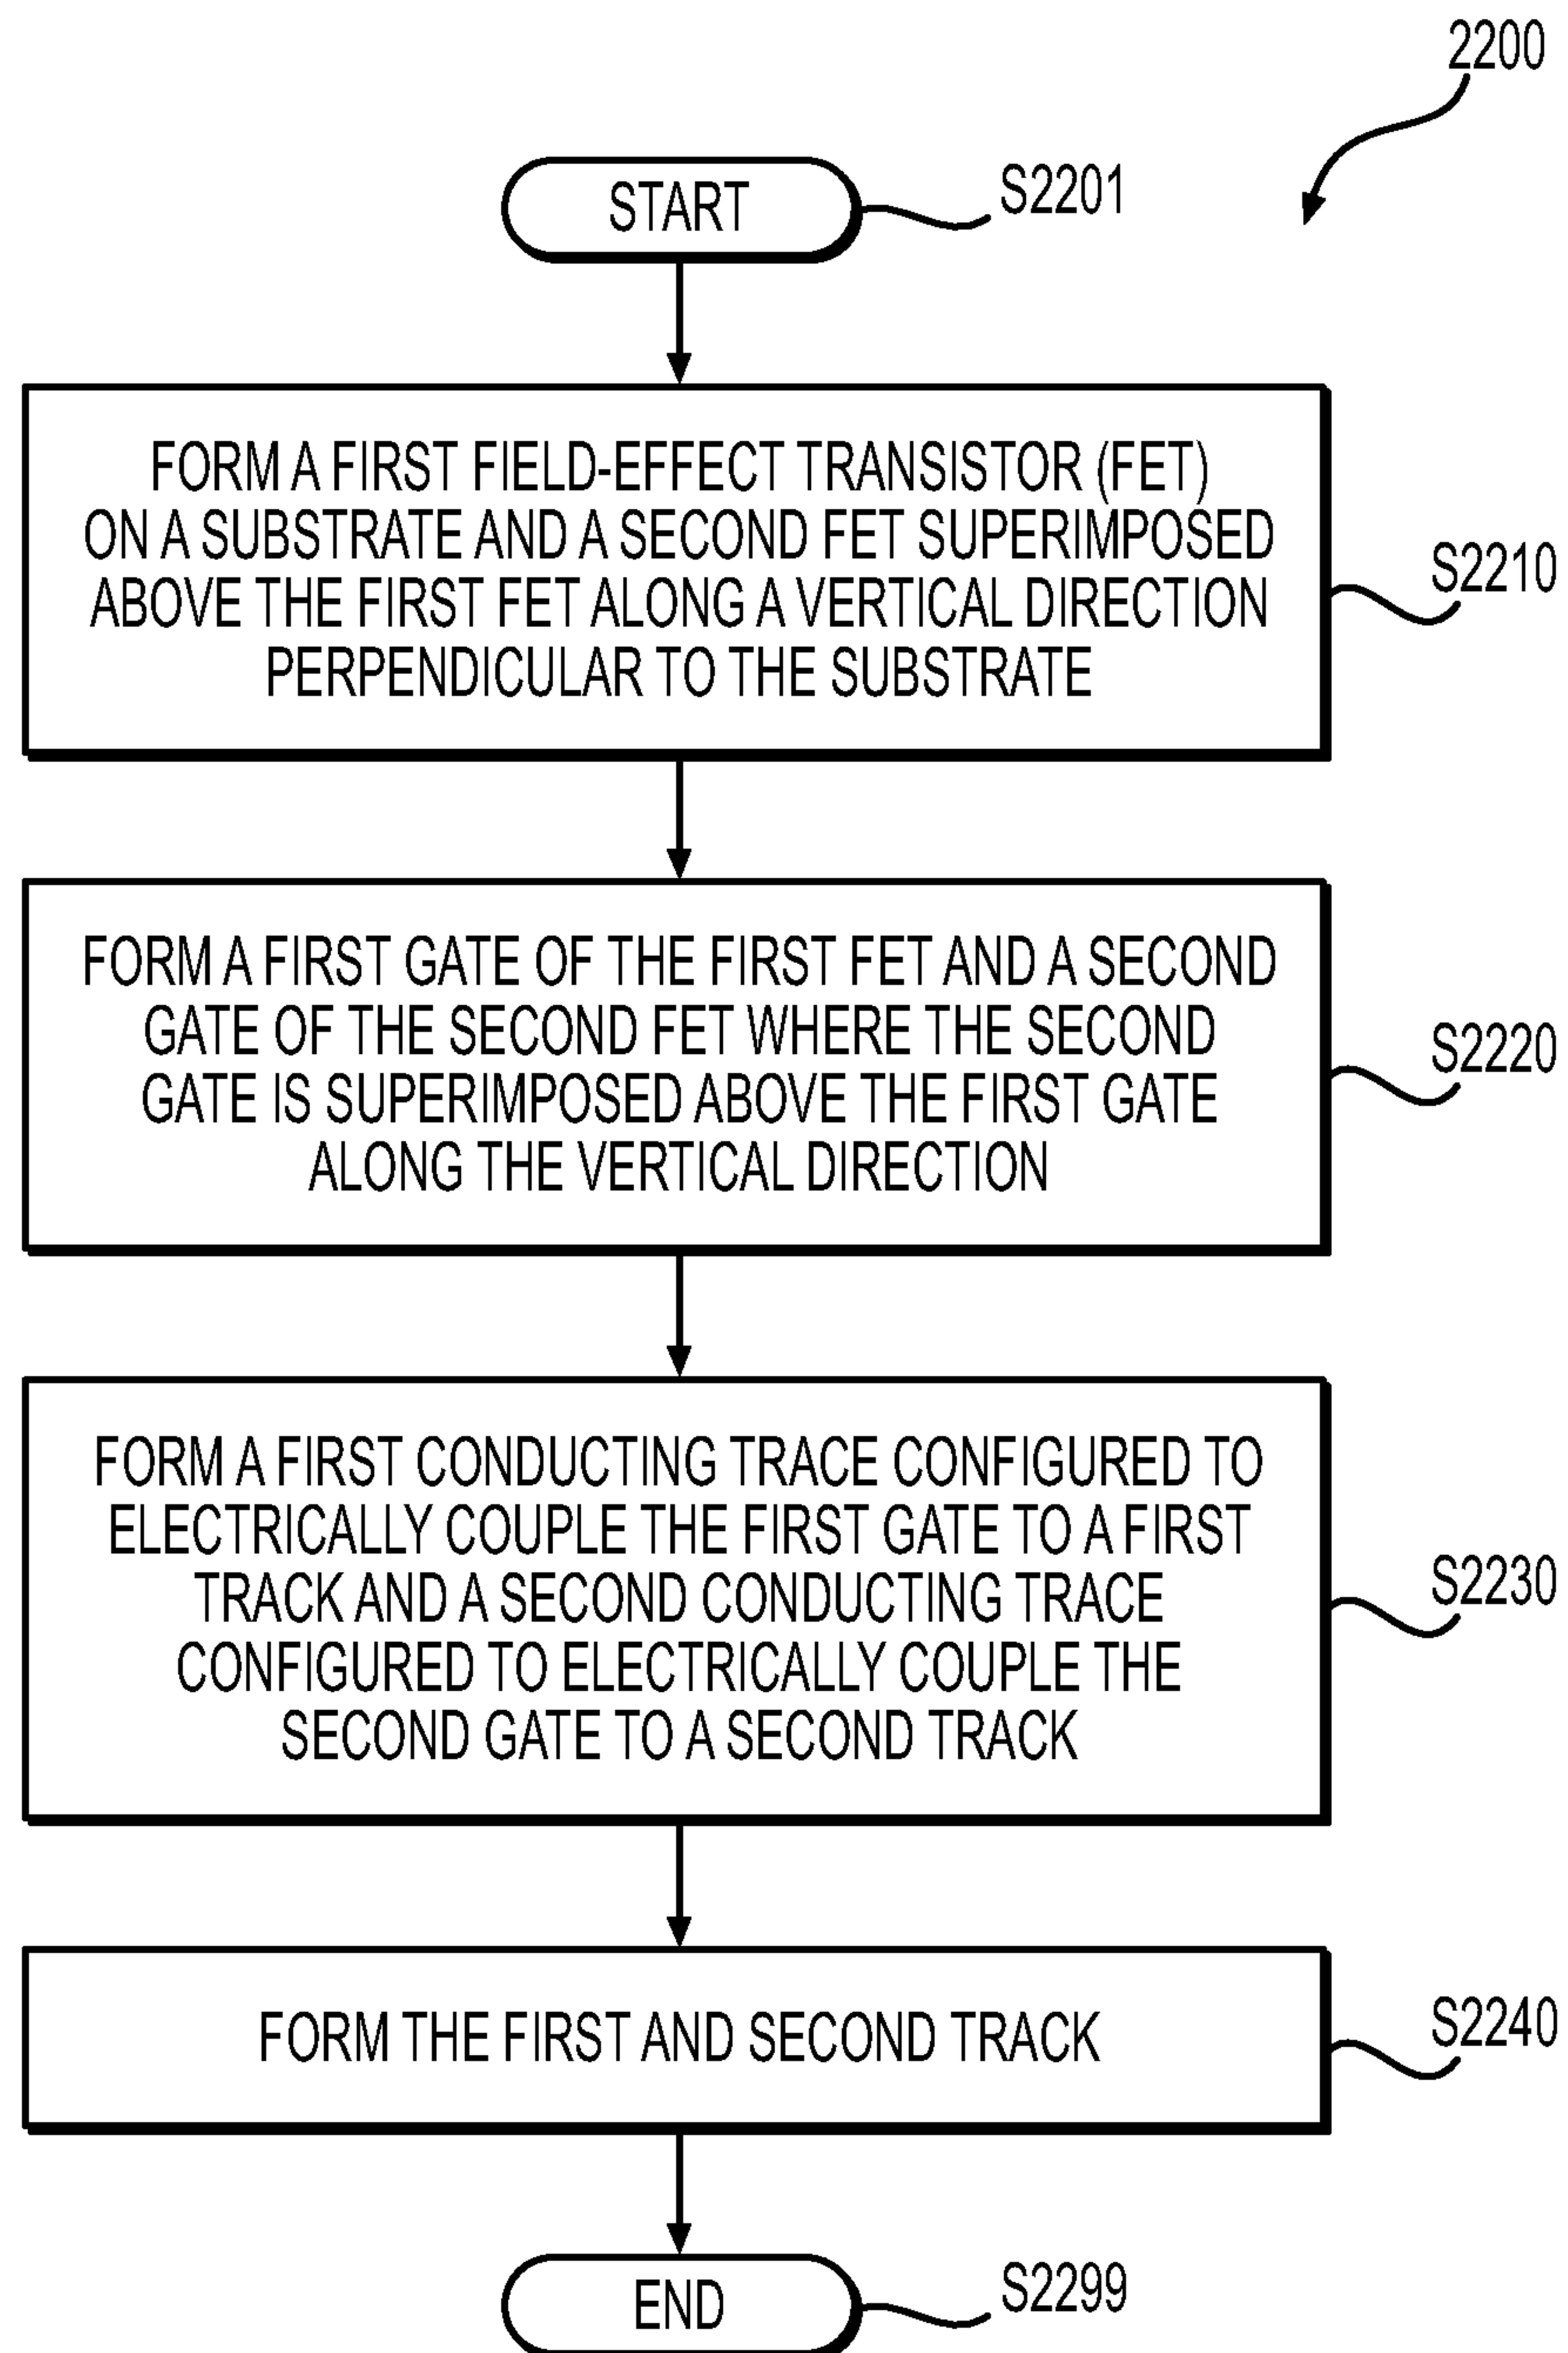 2200
START
S2201
FORM A FIRST FIELD-EFFECT TRANSISTOR (FET)
ON A SUBSTRATE AND A SECOND FET SUPERIMPOSED
ABOVE THE FIRST FET ALONG A VERTICAL DIRECTION
PERPENDICULAR TO THE SUBSTRATE
S2210
FORM A FIRST GATE OF THE FIRST FET AND A SECOND
GATE OF THE SECOND FET WHERE THE SECOND
GATE IS SUPERIMPOSED ABOVE THE FIRST GATE
ALONG THE VERTICAL DIRECTION
S2220
FORM A FIRST CONDUCTING TRACE CONFIGURED TO
ELECTRICALLY COUPLE THE FIRST GATE TO A FIRST
TRACK AND A SECOND CONDUCTING TRACE
CONFIGURED TO ELECTRICALLY COUPLE THE
SECOND GATE TO A SECOND TRACK
S2230
FORM THE FIRST AND SECOND TRACK
S2240
END
S2299